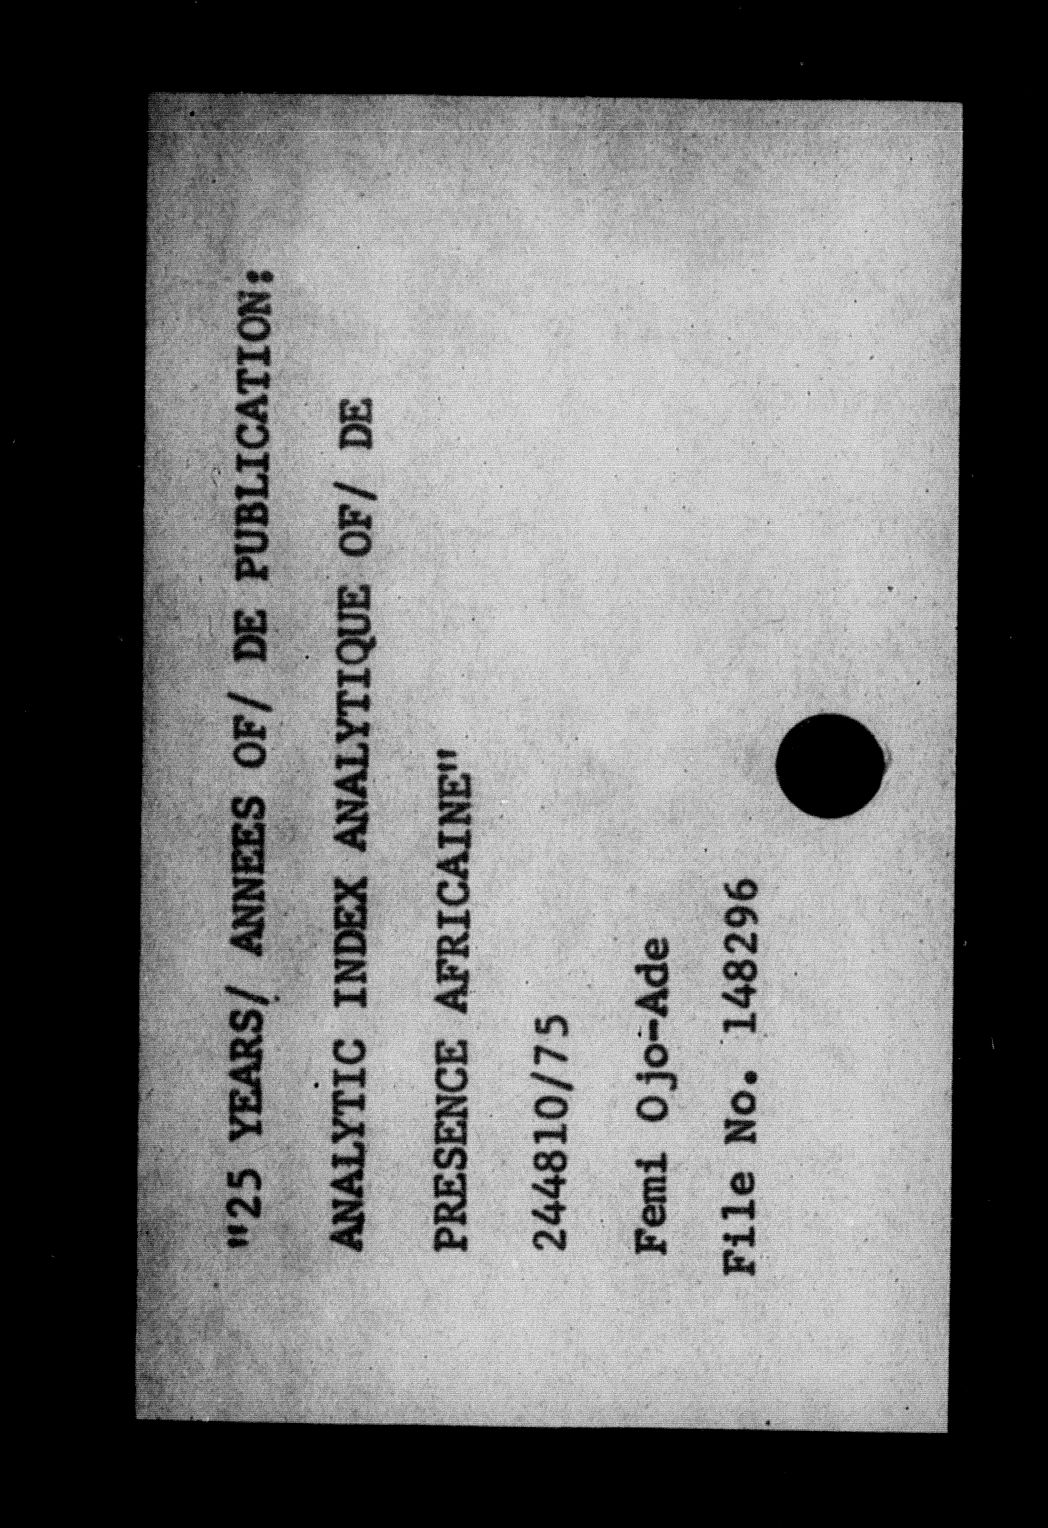 "25 YEARS/ ANNEES OF/ DE PUBLICATION:
ANALYTIC INDEX ANALYTIQUE OF/ DE
PRESENCE AFRICAINE"
244810/75
Femi Ojo-Ade
File No. 148296